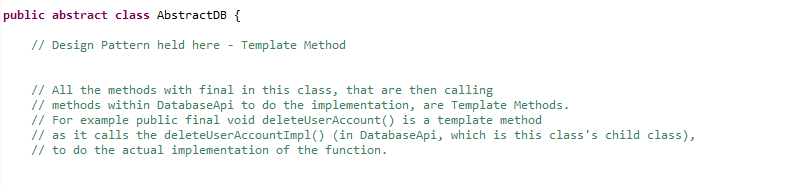 public abstract class AbstractDB {
// Design Pattern held here - Template Method
// All the methods with final in this class, that are then calling
// methods within DatabaseApi to do the implementation, are Template Methods.
// For example public final void deleteUserAccount() is a template method
// as it calls the deleteUserAccountImpl() (in DatabaseApi, which is this class's child class),
// to do the actual implementation of the function.